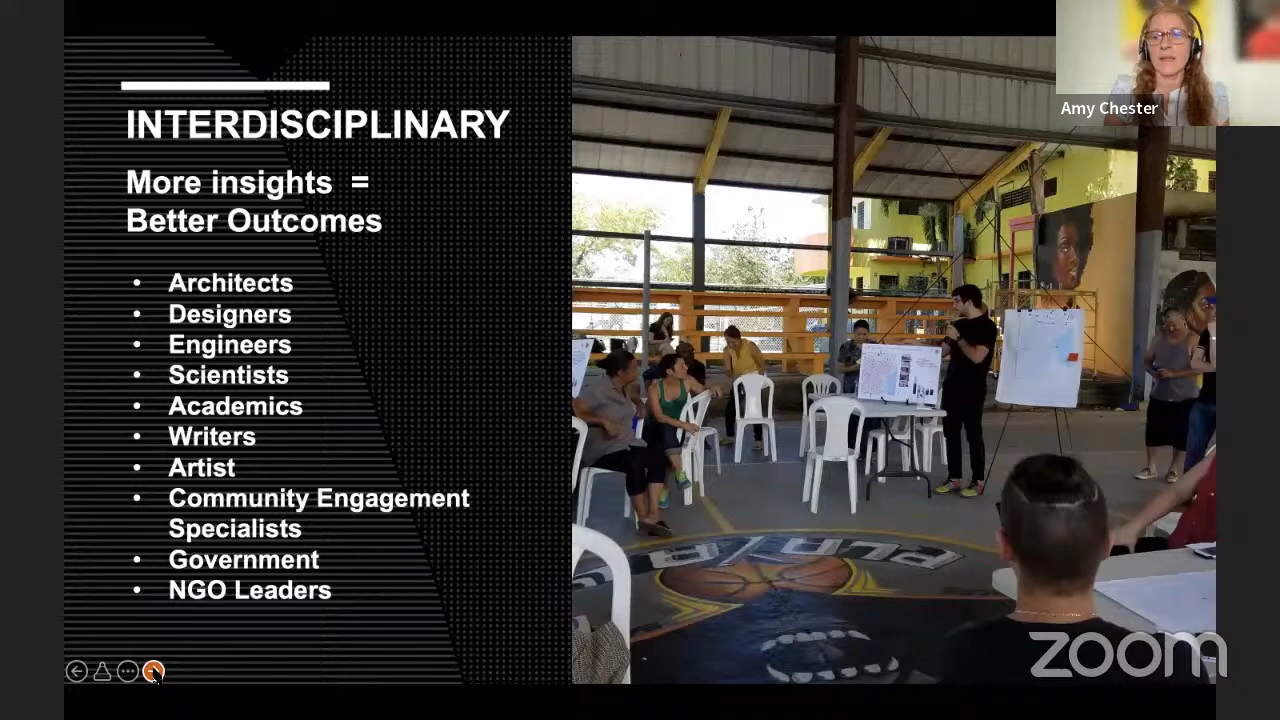 Amy Chester
INTERDISCIPLINARY
More insights =
Better Outcomes
• Architects
• Designers
• Engineers
• Scientists
• Academics
• Writers
• Artist
• Community Engagement
Specialists
• Government
• NGO Leaders
zoom